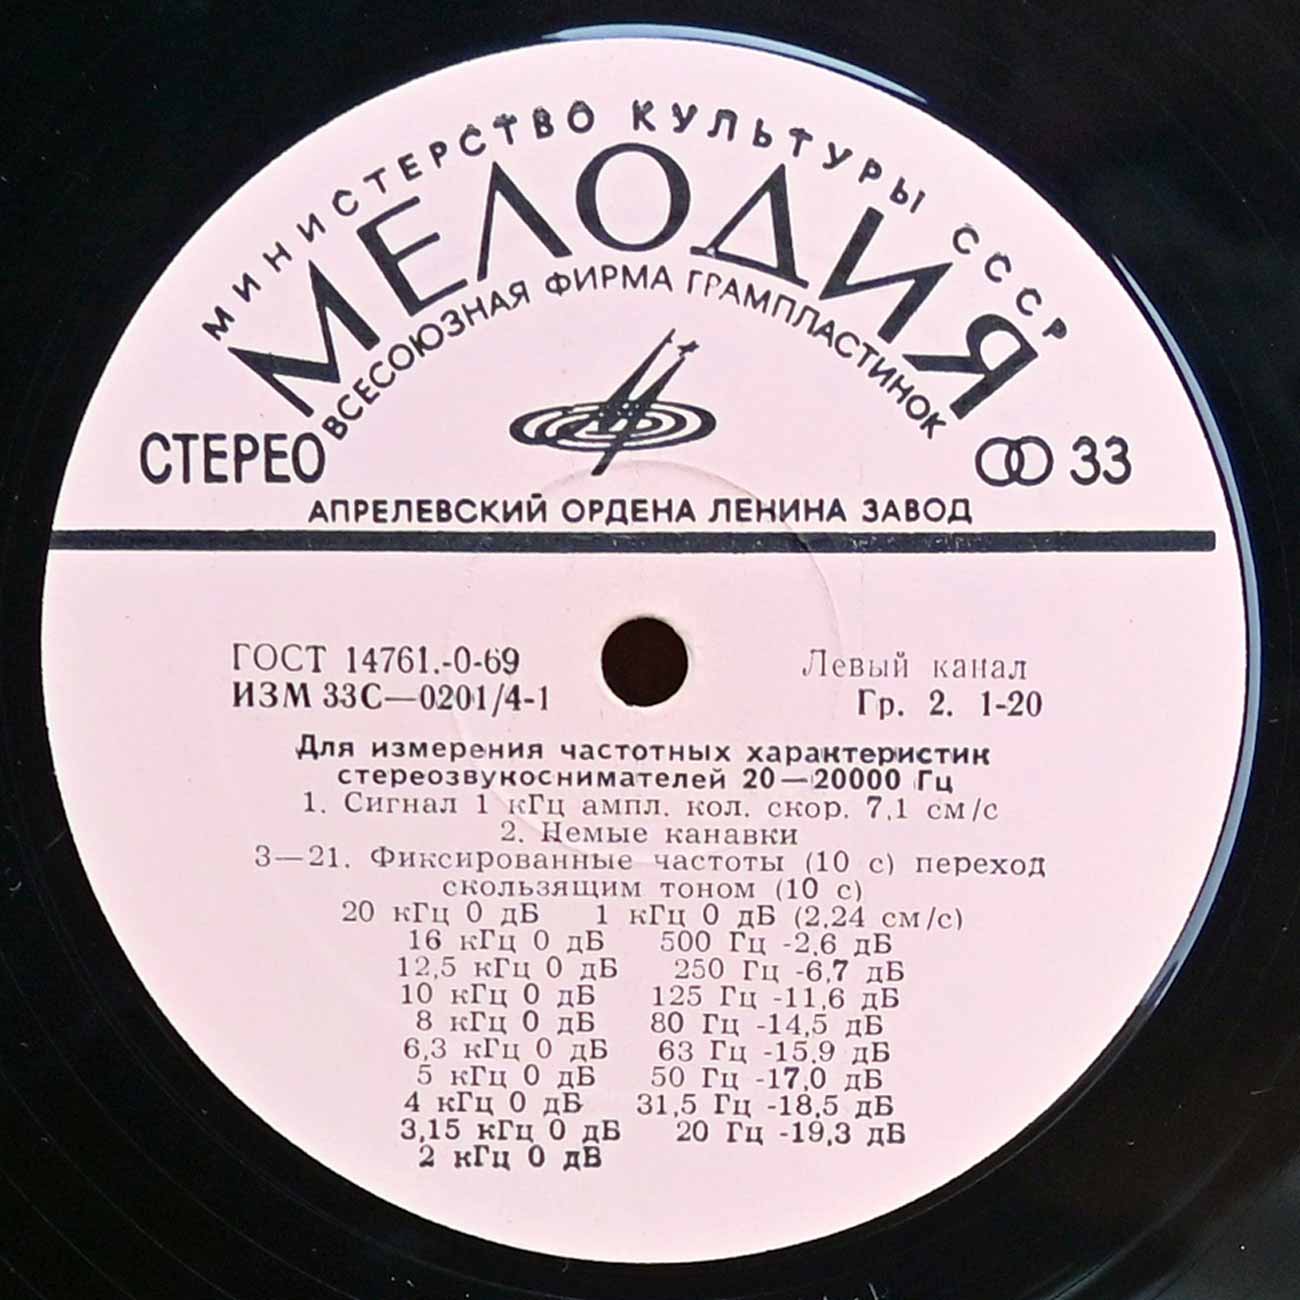 МИНИСТЕРСТВО КУЛЬТУРЫ СССР
МЕЛОДИЯ
ВСЕСОЮЗНАЯ ФИРМА ГРАМПЛАСТИНОК
СТЕРЕО
33
АПРЕЛЕВСКИЙ ОРДЕНА ЛЕНИНА ЗАВОД
ГОСТ 14761.-0-69
Левый канал
ИЗМ 33С—0201/4-1
Гр. 2. 1-20
Для измерения частотных характеристик
стереозвукоснимателей 20—20000 Гц
1. Сигнал 1 кГц ампл. кол. скор. 7,1 см/с
2. Немые канавки
3—21. Фиксированные частоты (10 с) переход
скользящим тоном (10 с)
20 кГц 0 дБ 1 кГц 0 дБ (2,24 см/с)
16 кГц 0 дБ 500 Гц -2,6 дБ
12,5 кГц 0 дБ 250 Гц -6,7 дБ
10 кГц 0 дБ 125 Гц -11,6 дБ
8 кГц 0 дБ 80 Гц -14,5 дБ
6,3 кГц 0 дБ 63 Гц -15,9 дБ
5 кГц 0 дБ 50 Гц -17,0 дБ
4 кГц 0 дБ 31,5 Гц -18,5 дБ
3,15 кГц 0 дБ 20 Гц -19,3 дБ
2 кГц 0 дБ